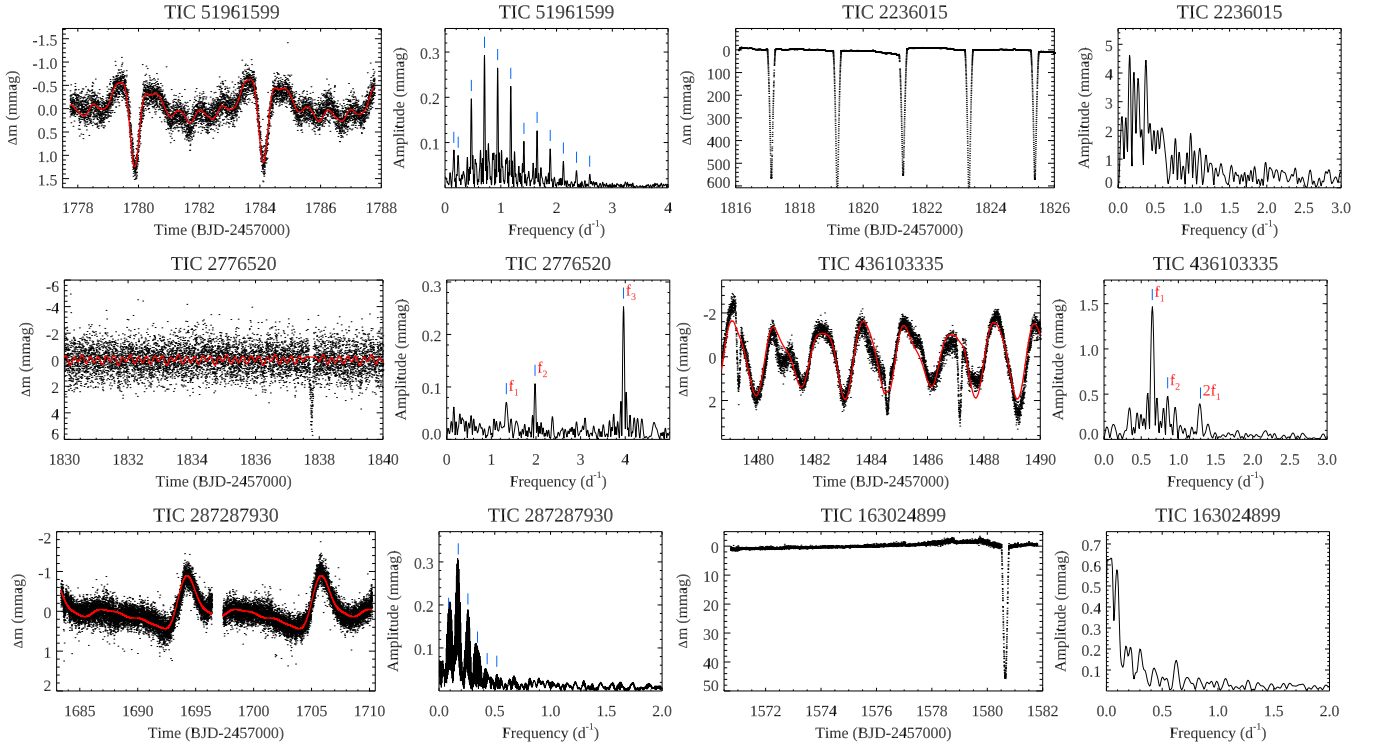 TIC 51961599
TIC 51961599
TIC 2236015
TIC 2236015
Δm (mmag)
-1.5
-1.0
-0.5
0.0
0.5
1.0
1.5
1778 1780 1782 1784 1786 1788
Time (BJD-2457000)
Amplitude (mmag)
0.3
0.2
0.1
0 1 2 3 4
Frequency (d-1)
Δm (mmag)
0
100
200
300
400
500
600
1816 1818 1820 1822 1824 1826
Time (BJD-2457000)
Amplitude (mmag)
5
4
3
2
1
0
0.0 0.5 1.0 1.5 2.0 2.5 3.0
Frequency (d-1)
TIC 2776520
TIC 2776520
TIC 436103335
TIC 436103335
Δm (mmag)
-6
-4
-2
0
2
4
6
1830 1832 1834 1836 1838 1840
Time (BJD-2457000)
Amplitude (mmag)
0.3
0.2
0.1
0.0
f1
f2
f3
0 1 2 3 4
Frequency (d-1)
Δm (mmag)
-2
0
2
1480 1482 1484 1486 1488 1490
Time (BJD-2457000)
Amplitude (mmag)
1.5
1.0
0.5
0.0
f1
f2
2f1
0.0 0.5 1.0 1.5 2.0 2.5 3.0
Frequency (d-1)
TIC 287287930
TIC 287287930
TIC 163024899
TIC 163024899
Δm (mmag)
-2
-1
0
1
2
1685 1690 1695 1700 1705 1710
Time (BJD-2457000)
Amplitude (mmag)
0.3
0.2
0.1
0.0 0.5 1.0 1.5 2.0
Frequency (d-1)
Δm (mmag)
0
10
20
30
40
50
1572 1574 1576 1578 1580 1582
Time (BJD-2457000)
Amplitude (mmag)
0.7
0.6
0.5
0.4
0.3
0.2
0.1
0.0 0.5 1.0 1.5 2.0
Frequency (d-1)